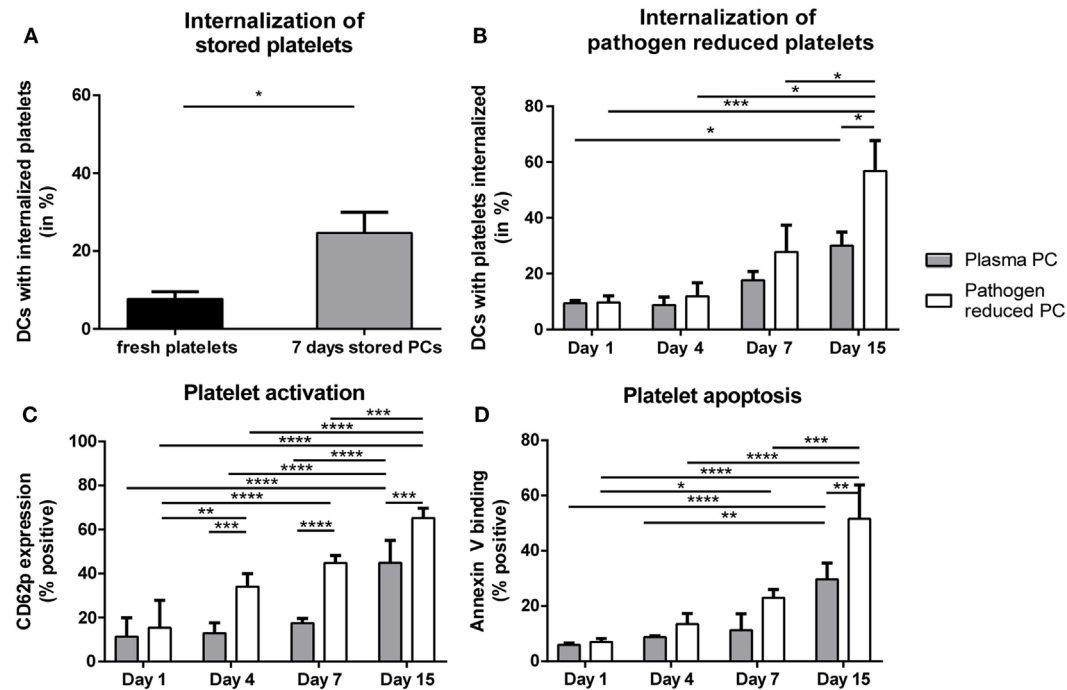 A
Internalization of
stored platelets
DCs with internalized platelets
(in %)
60
40
20
0
*
fresh platelets
7 days stored PCs
B
Internalization of
pathogen reduced platelets
DCs with platelets internalized
(in %)
80
60
40
20
0
*
*
***
*
*
Day 1
Day 4
Day 7
Day 15
Plasma PC
Pathogen
reduced PC
C
Platelet activation
CD62p expression
(% positive)
100
80
60
40
20
0
***
****
****
****
****
****
****
***
**
***
****
Day 1
Day 4
Day 7
Day 15
D
Platelet apoptosis
Annexin V binding
(% positive)
80
60
40
20
0
***
****
****
*
**
****
**
Day 1
Day 4
Day 7
Day 15